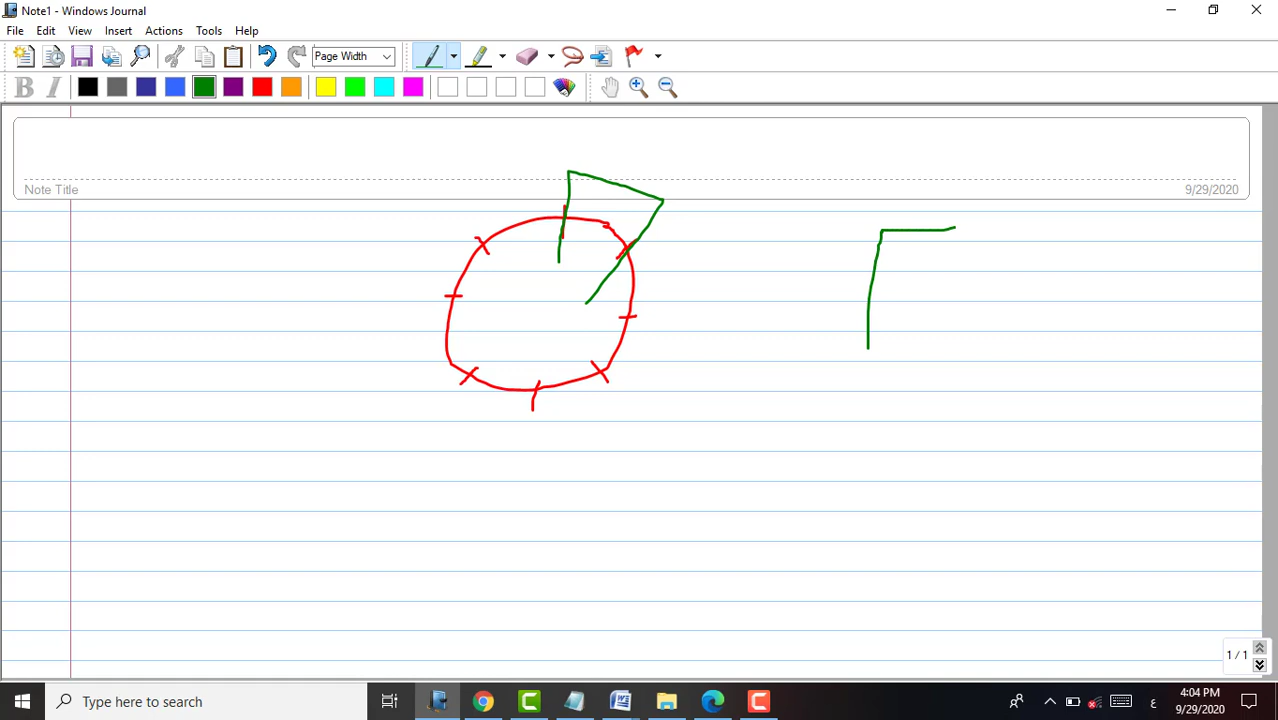 Note1 - Windows Journal
File Edit View Insert Actions Tools Help
Page Width
B I
Note Title
9/29/2020
1 / 1
Type here to search
ع
4:04 PM
9/29/2020